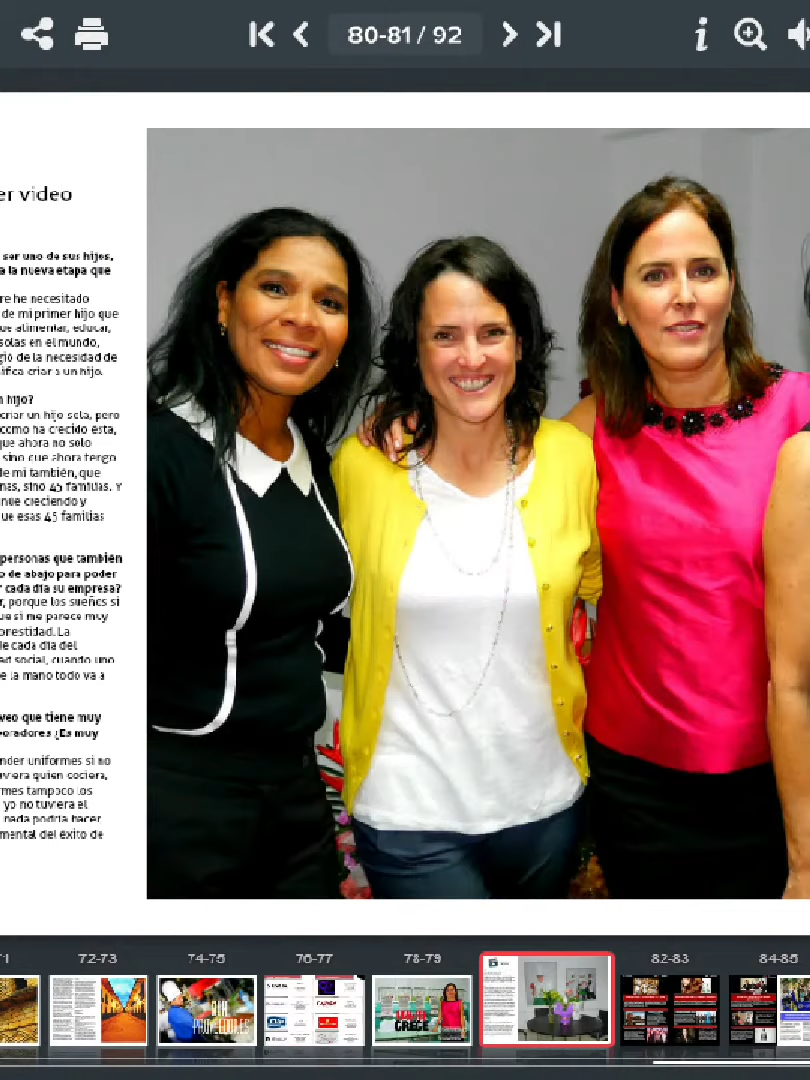 80-81 / 92
er video
ser uno de sus hijos,
a la nueva etapa que
re he necesitado
de mi primer hijo que
ue alimentar, educar,
solas en el mundo,
gió de la necesidad de
ifica criar a un hijo.
n hijo?
criar un hijo sola, pero
como ha crecido esta,
que ahora no solo
sino que ahora tengo
de mi también, que
nas, sino 45 familias. Y
nue creciendo y
ue esas 45 familias
personas que también
o de abajo para poder
r cada día su empresa?
r, porque los sueños si
ue si me parece muy
onestidad. La
de cada día del
ad social, cuando uno
e la mano todo va a
veo que tiene muy
boradores ¿Es muy
nder uniformes si no
uviera quien cociera,
rmes tampoco los
yo no tuviera el
nada podría hacer
mental del éxito de
72-73
74-75
76-77
78-79
82-83
84-85